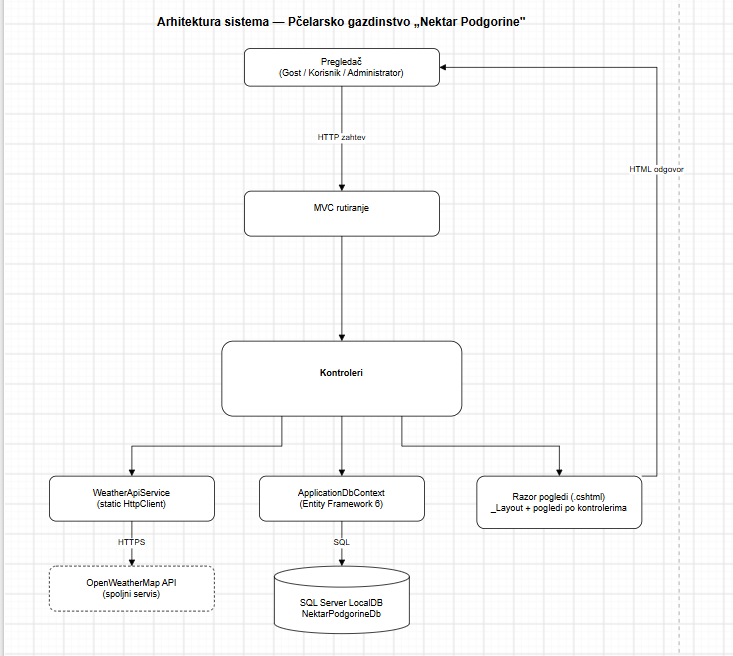 Arhitektura sistema — Pčelarsko gazdinstvo „Nektar Podgorine"
Pregledač
(Gost / Korisnik / Administrator)
HTTP zahtev
HTML odgovor
MVC rutiranje
Kontroleri
WeatherApiService
(static HttpClient)
ApplicationDbContext
(Entity Framework 6)
Razor pogledi (.cshtml)
_Layout + pogledi po kontrolerima
HTTPS
SQL
OpenWeatherMap API
(spoljni servis)
SQL Server LocalDB
NektarPodgorineDb